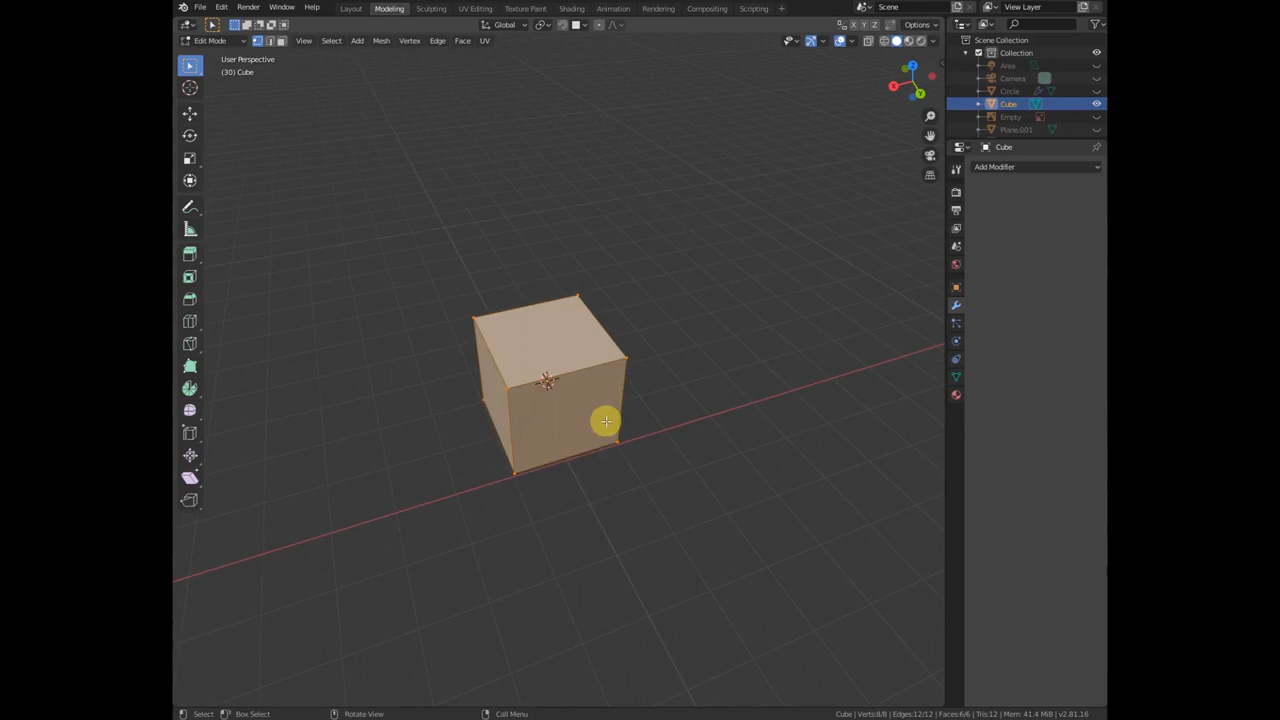 File Edit Render Window Help Layout Modeling Sculpting UV Editing Texture Paint Shading Animation Rendering Compositing Scripting + Scene View Layer
Global X Y Z Options
Edit Mode View Select Add Mesh Vertex Edge Face UV
Scene Collection
Collection
User Perspective
(30) Cube
Area
Camera
Circle
Cube
Empty
Plane.001
Z
X
Y
Cube
Add Modifier
Select Box Select Rotate View Call Menu Cube | Verts:8/8 | Edges:12/12 | Faces:6/6 | Tris:12 | Mem: 41.4 MiB | v2.81.16